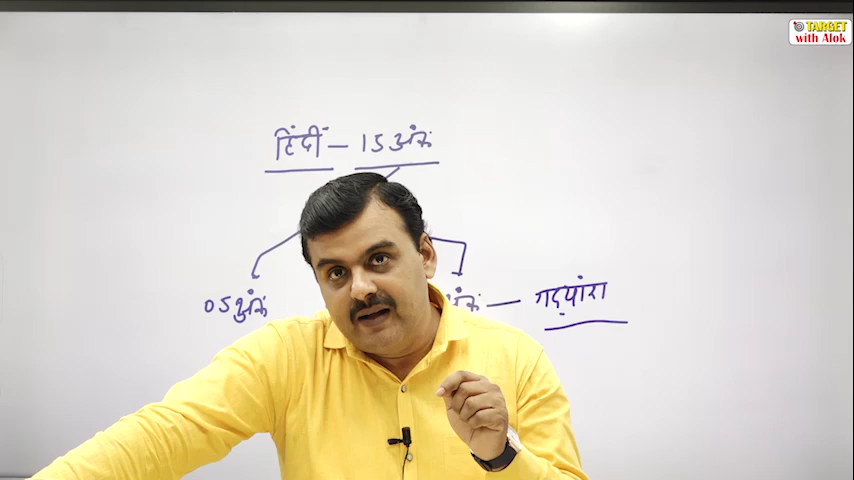 TARGET
with Alok
हिंदी — 15 अंक
05 अंक
अंक — गद्यांश